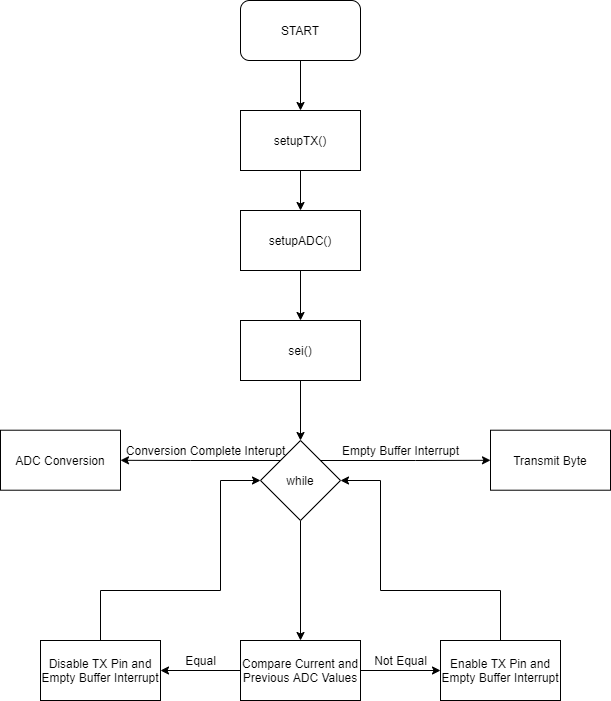 START
setupTX()
setupADC()
sei()
Conversion Complete Interupt
Empty Buffer Interrupt
ADC Conversion
while
Transmit Byte
Disable TX Pin and
Empty Buffer Interrupt
Equal
Compare Current and
Previous ADC Values
Not Equal
Enable TX Pin and
Empty Buffer Interrupt